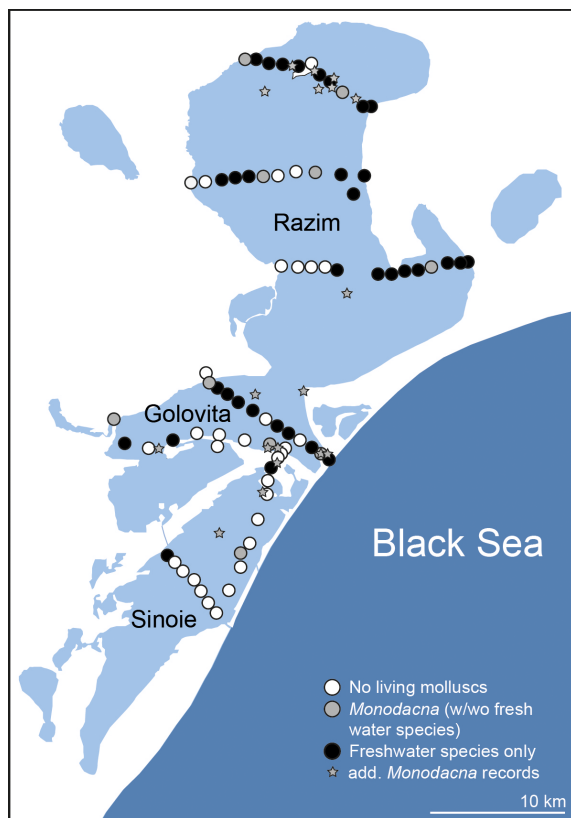 Razim
Golovita
Black Sea
Sinoie
No living molluscs
Monodacna (w/wo fresh
water species)
Freshwater species only
add. Monodacna records
10 km